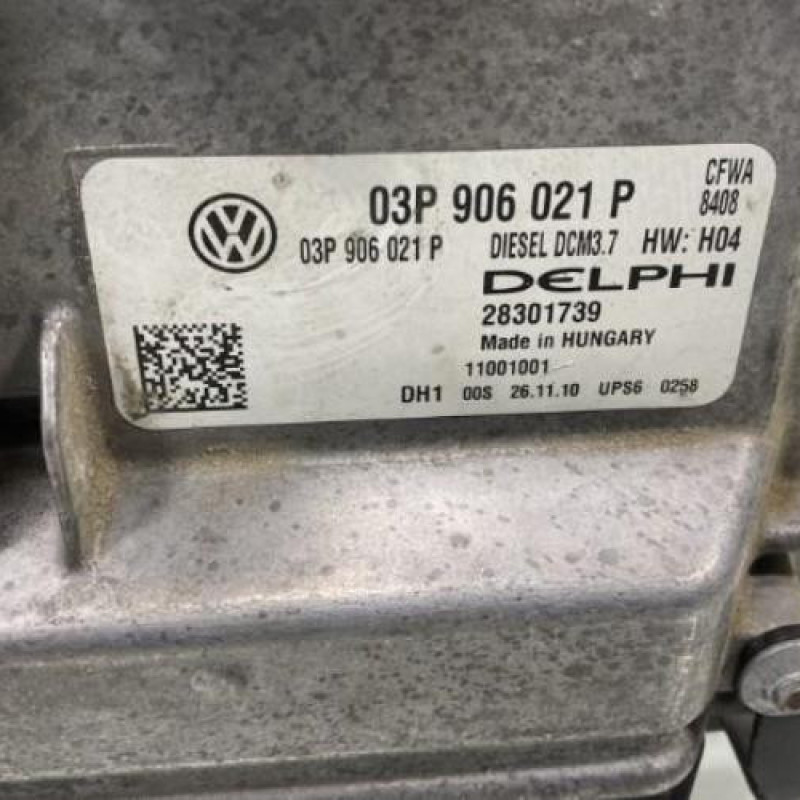 03P 906 021 P
CFWA
8408
03P 906 021 P DIESEL DCM3.7 HW: H04
DELPHI
28301739
Made in HUNGARY
11001001
DH1 00S 26.11.10 UPS6 0258